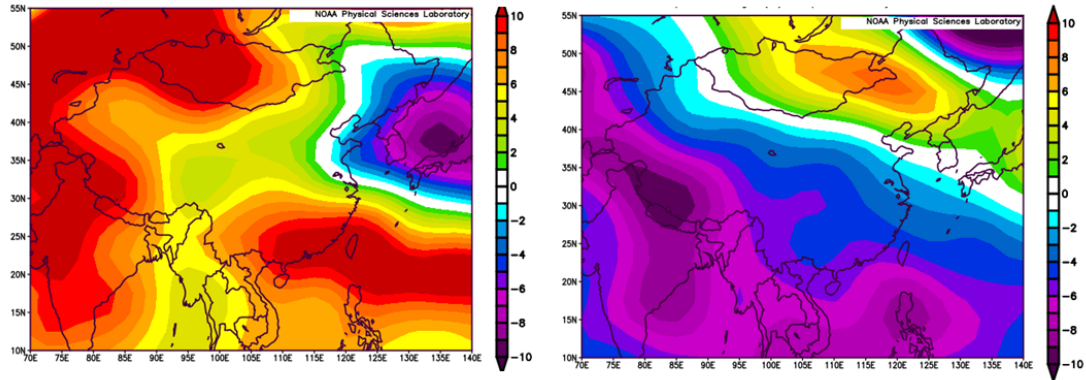 NOAA Physical Sciences Laboratory
55N
50N
45N
40N
35N
30N
25N
20N
15N
10N
70E 75E 80E 85E 90E 95E 100E 105E 110E 115E 120E 125E 130E 135E 140E
10
8
6
4
2
0
−2
−4
−6
−8
−10
NOAA Physical Sciences Laboratory
55N
50N
45N
40N
35N
30N
25N
20N
15N
10N
70E 75E 80E 85E 90E 95E 100E 105E 110E 115E 120E 125E 130E 135E 140E
10
8
6
4
2
0
−2
−4
−6
−8
−10